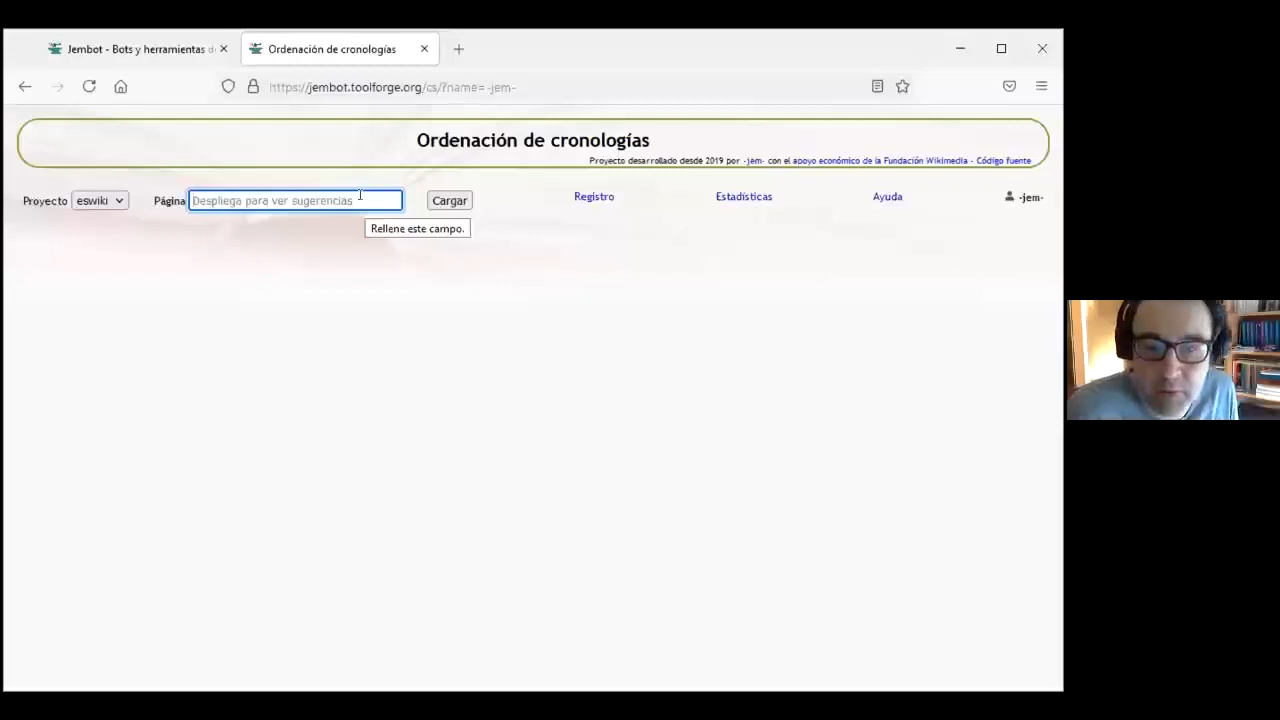 Jembot - Bots y herramientas d
Ordenación de cronologías
https://jembot.toolforge.org/cs/?name=-jem-
Ordenación de cronologías
Proyecto desarrollado desde 2019 por -jem- con el apoyo económico de la Fundación Wikimedia - Código fuente
Proyecto eswiki Página Despliega para ver sugerencias Cargar Registro Estadísticas Ayuda -jem-
Rellene este campo.